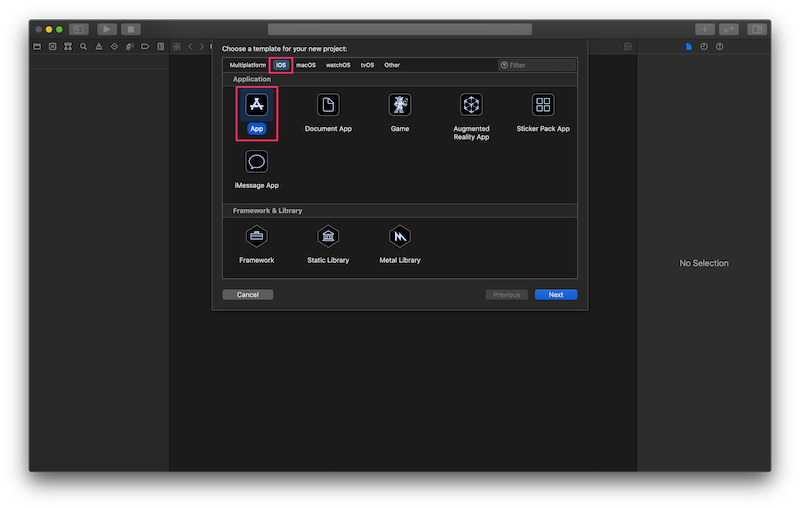 Choose a template for your new project:
Multiplatform iOS macOS watchOS tvOS Other Filter
Application
App Document App Game Augmented Reality App Sticker Pack App
iMessage App
Framework & Library
Framework Static Library Metal Library
Cancel Previous Next
No Selection